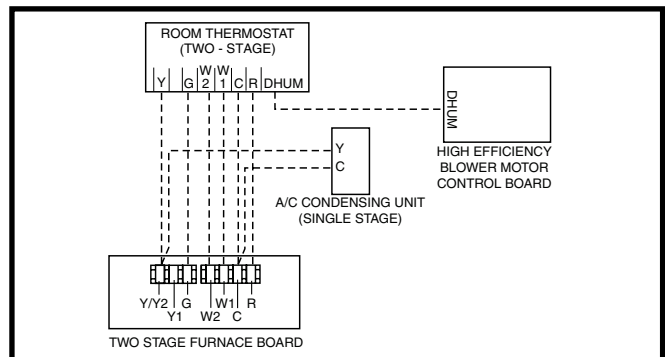 ROOM THERMOSTAT
(TWO - STAGE)
Y G W2 W1 C R DHUM
DHUM
HIGH EFFICIENCY
BLOWER MOTOR
CONTROL BOARD
Y
C
A/C CONDENSING UNIT
(SINGLE STAGE)
Y/Y2 G W1 R
Y1 W2 C
TWO STAGE FURNACE BOARD